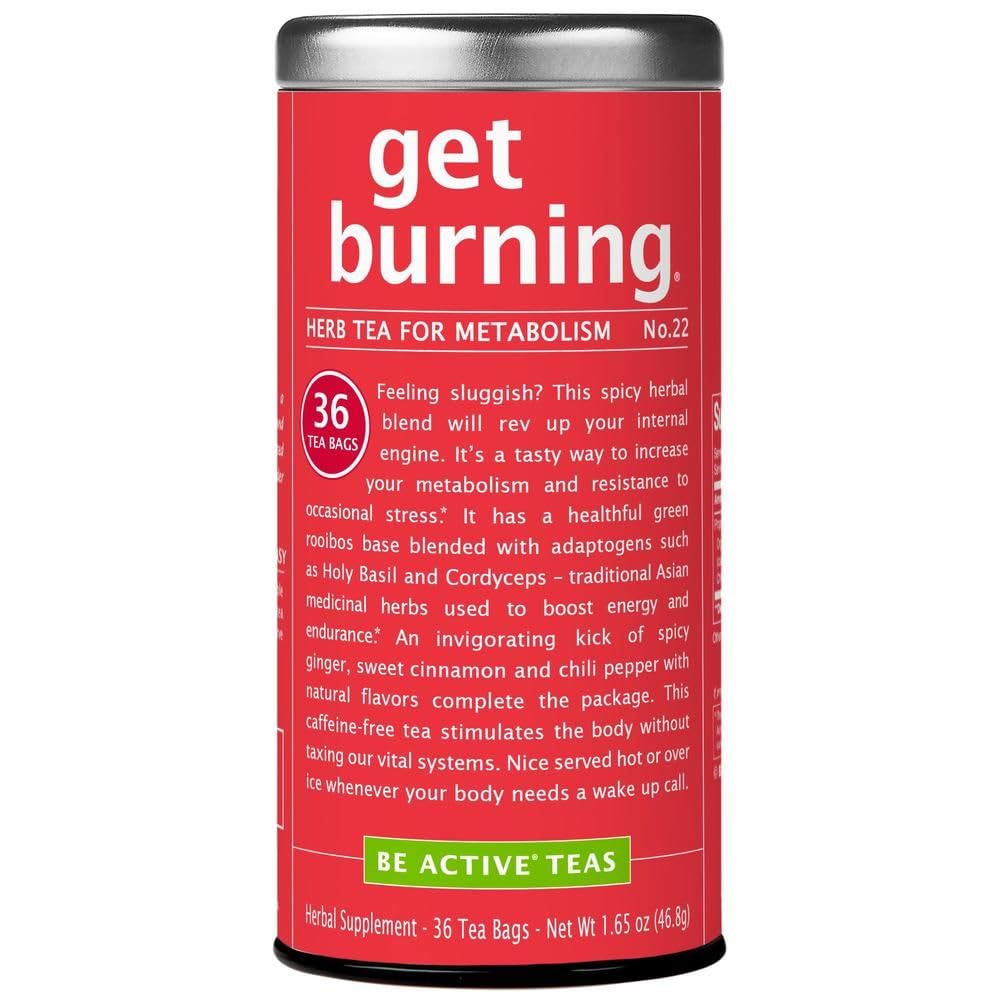 get
burning®
HERB TEA FOR METABOLISM No.22
36
TEA BAGS
Feeling sluggish? This spicy herbal
blend will rev up your internal
engine. It's a tasty way to increase
your metabolism and resistance to
occasional stress.* It has a healthful green
rooibos base blended with adaptogens such
as Holy Basil and Cordyceps – traditional Asian
medicinal herbs used to boost energy and
endurance.* An invigorating kick of spicy
ginger, sweet cinnamon and chili pepper with
natural flavors complete the package. This
caffeine-free tea stimulates the body without
taxing our vital systems. Nice served hot or over
ice whenever your body needs a wake up call.
BE ACTIVE® TEAS
Herbal Supplement - 36 Tea Bags - Net Wt 1.65 oz (46.8g)